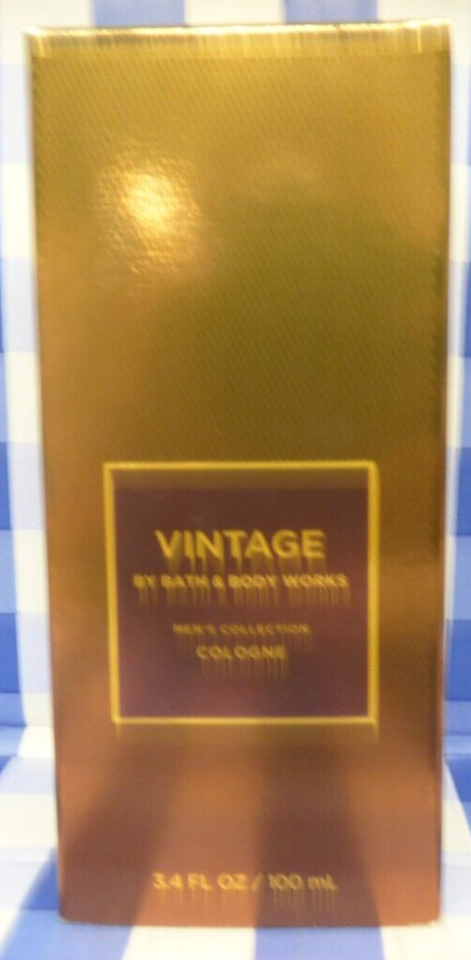 VINTAGE
BY BATH & BODY WORKS
MEN'S COLLECTION
COLOGNE
3.4 FL OZ / 100 mL